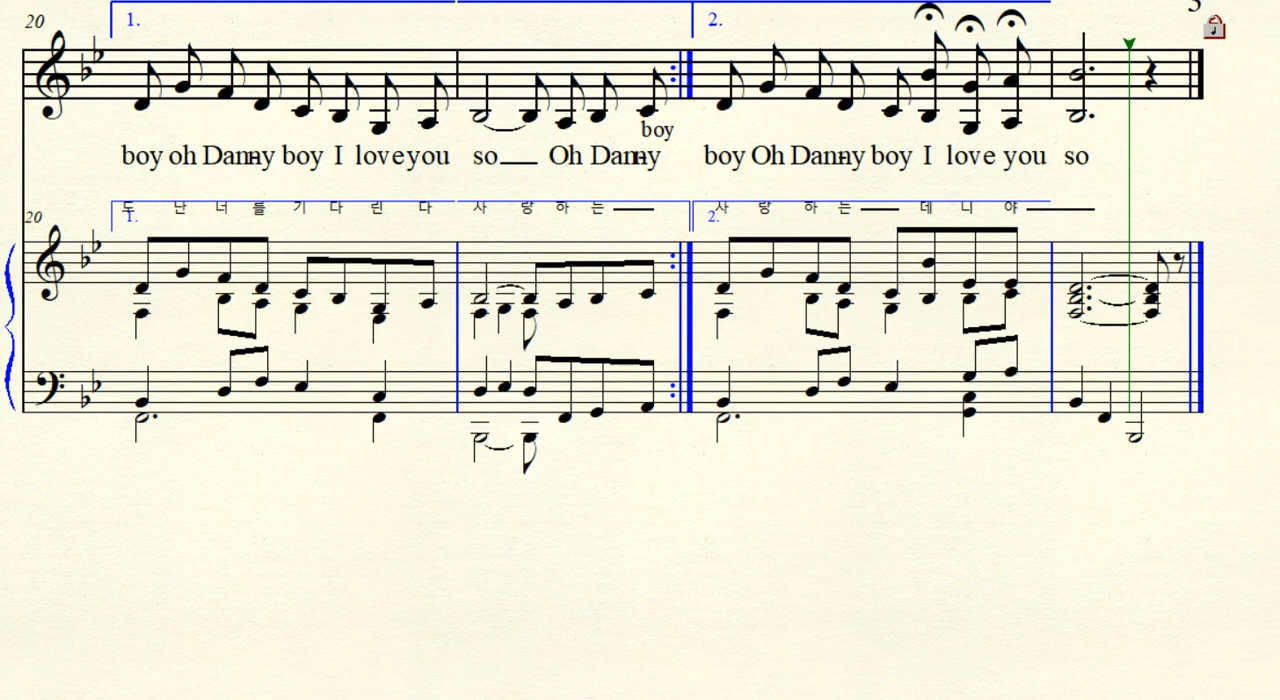 3
20 1. 2.
boy
boy oh Danny boy I love you so Oh Danny boy Oh Danny boy I love you so
20 1. 난 너 를 기 다 린 다 사 랑 하 는 2. 사 랑 하 는 데 니 야